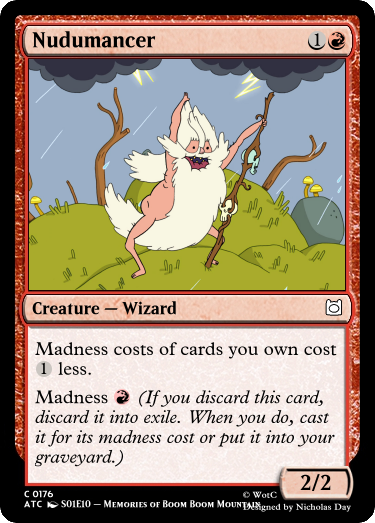 Nudumancer 1
Creature — Wizard
Madness costs of cards you own cost
1 less.
Madness (If you discard this card,
discard it into exile. When you do, cast
it for its madness cost or put it into your
graveyard.)
2/2
C 0176
ATC S01E10 – Memories of Boom Boom Mountain
© WotC
Designed by Nicholas Day